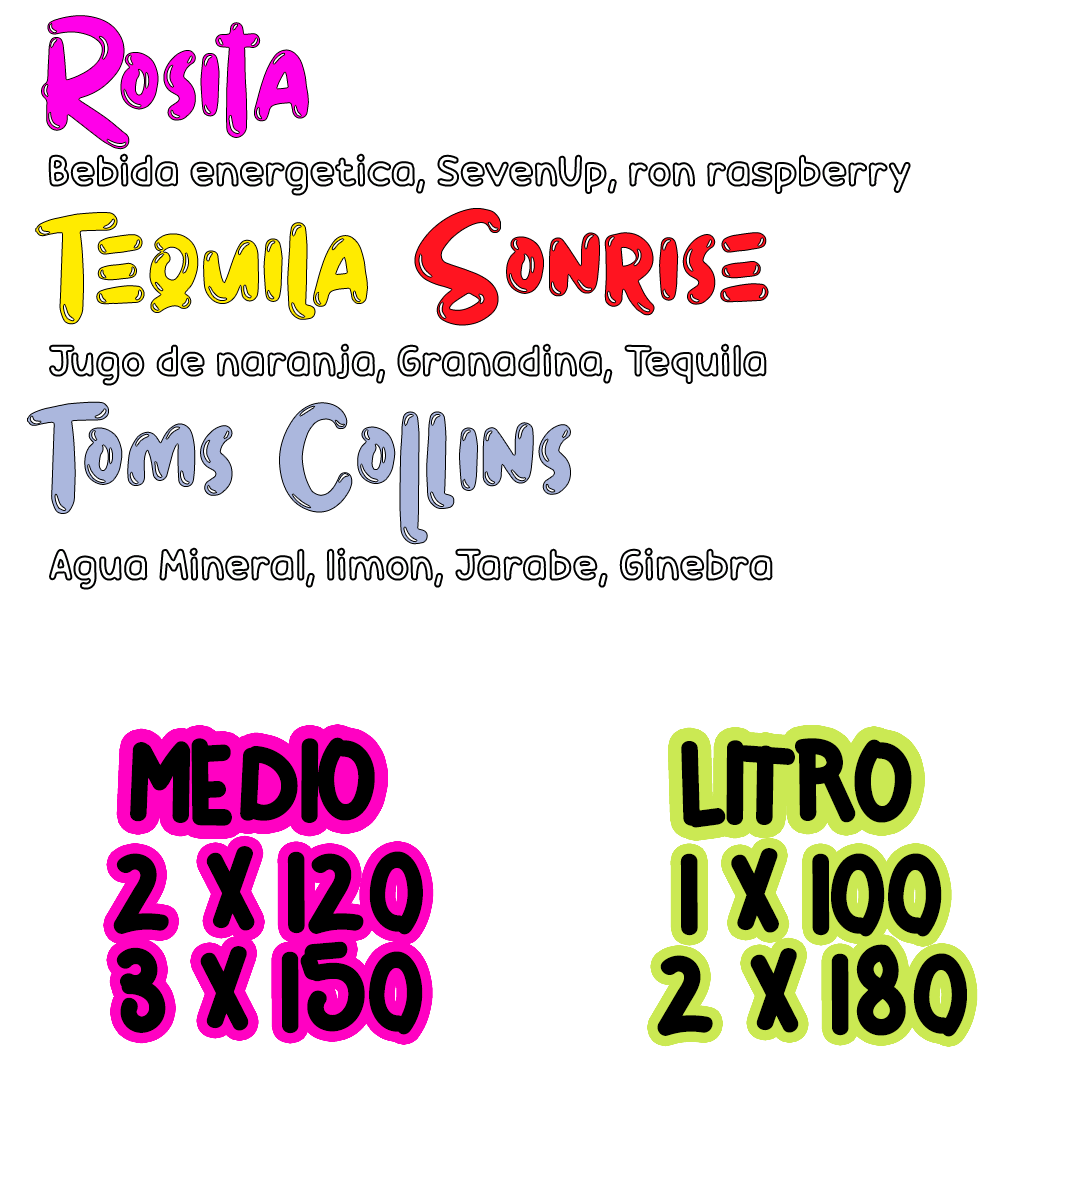 Rosita
Bebida energetica, SevenUp, ron raspberry
Tequila Sonrise
Jugo de naranja, Granadina, Tequila
Toms Collins
Agua Mineral, limon, Jarabe, Ginebra
MEDIO
2 X 120
3 X 150
LITRO
1 X 100
2 X 180